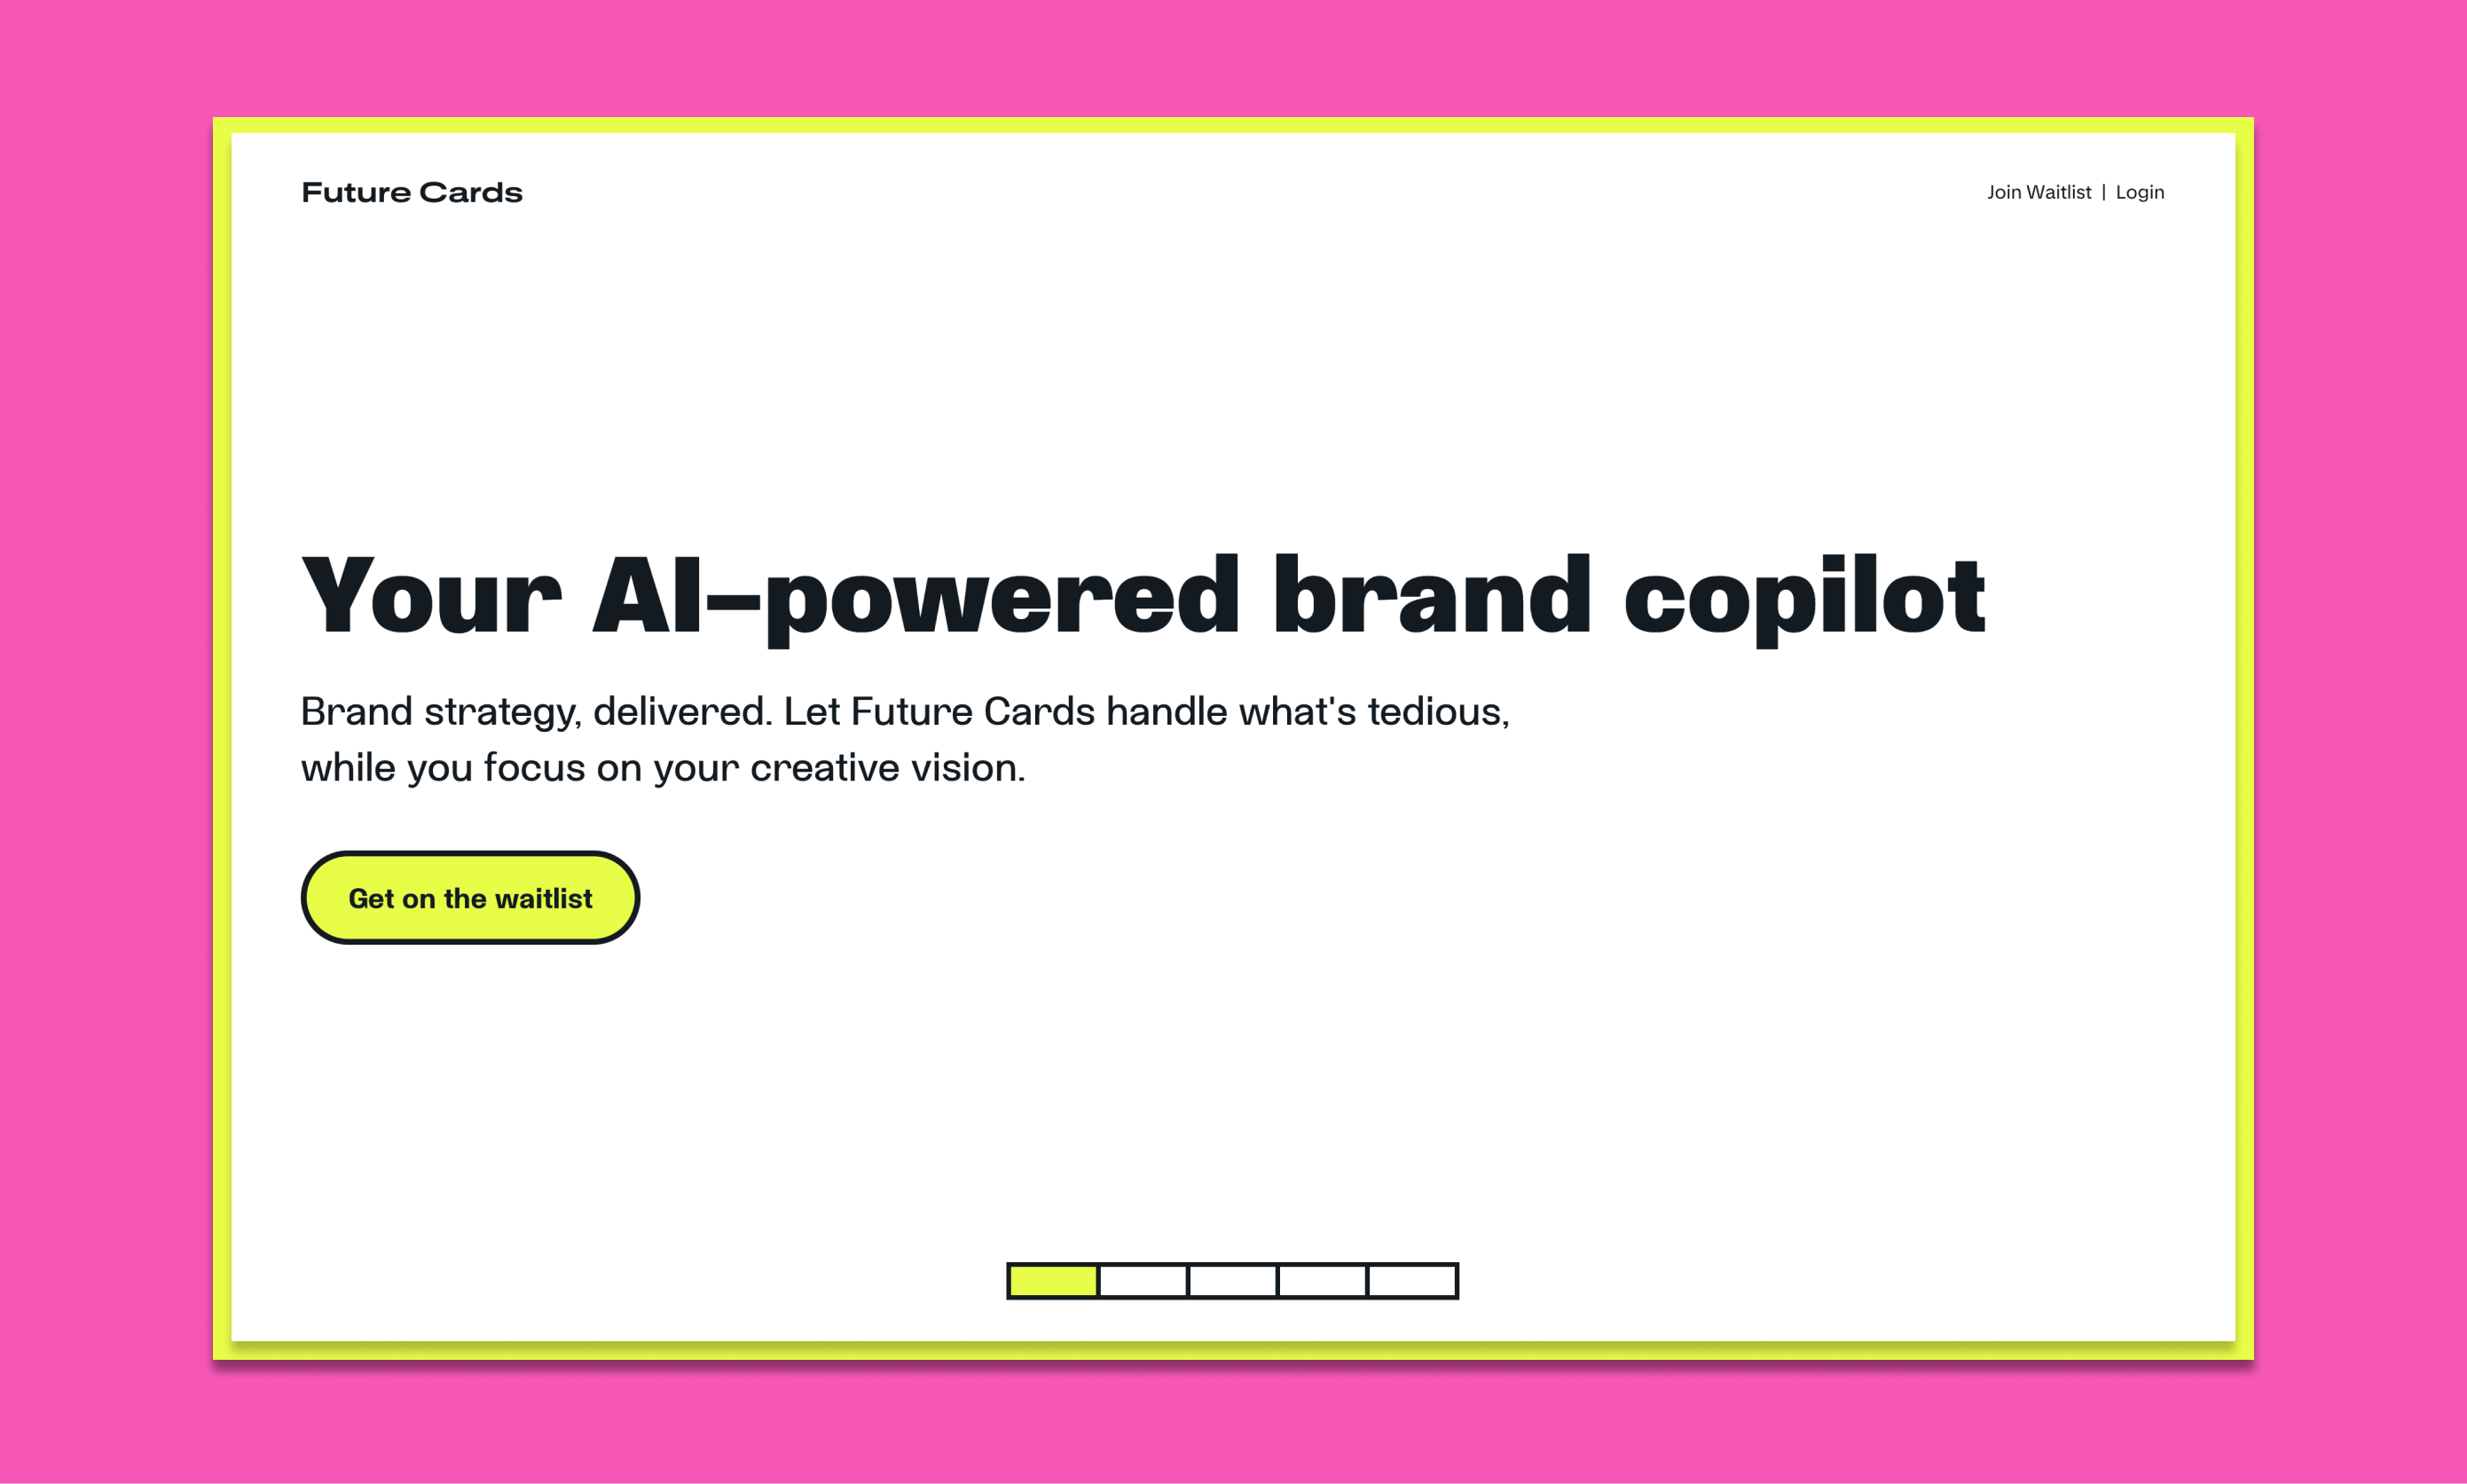 Future Cards
Join Waitlist | Login
Your AI-powered brand copilot
Brand strategy, delivered. Let Future Cards handle what's tedious,
while you focus on your creative vision.
Get on the waitlist